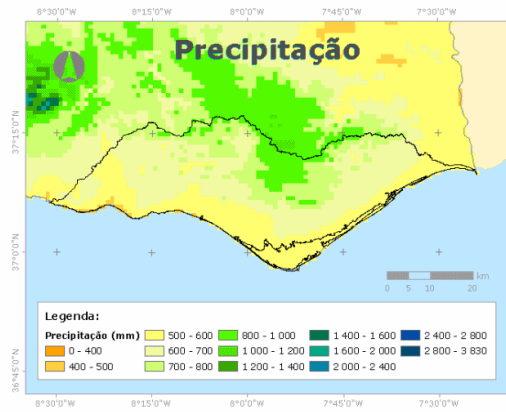 8°30'0"W 8°15'0"W 8°0'0"W 7°45'0"W 7°30'0"W
Precipitação
37°15'0"N
37°0'0"N
36°45'0"N
km
0 5 10 20
Legenda:
Precipitação (mm)
0 - 400
400 - 500
500 - 600
600 - 700
700 - 800
800 - 1 000
1 000 - 1 200
1 200 - 1 400
1 400 - 1 600
1 600 - 2 000
2 000 - 2 400
2 400 - 2 800
2 800 - 3 830
8°30'0"W 8°15'0"W 8°0'0"W 7°45'0"W 7°30'0"W